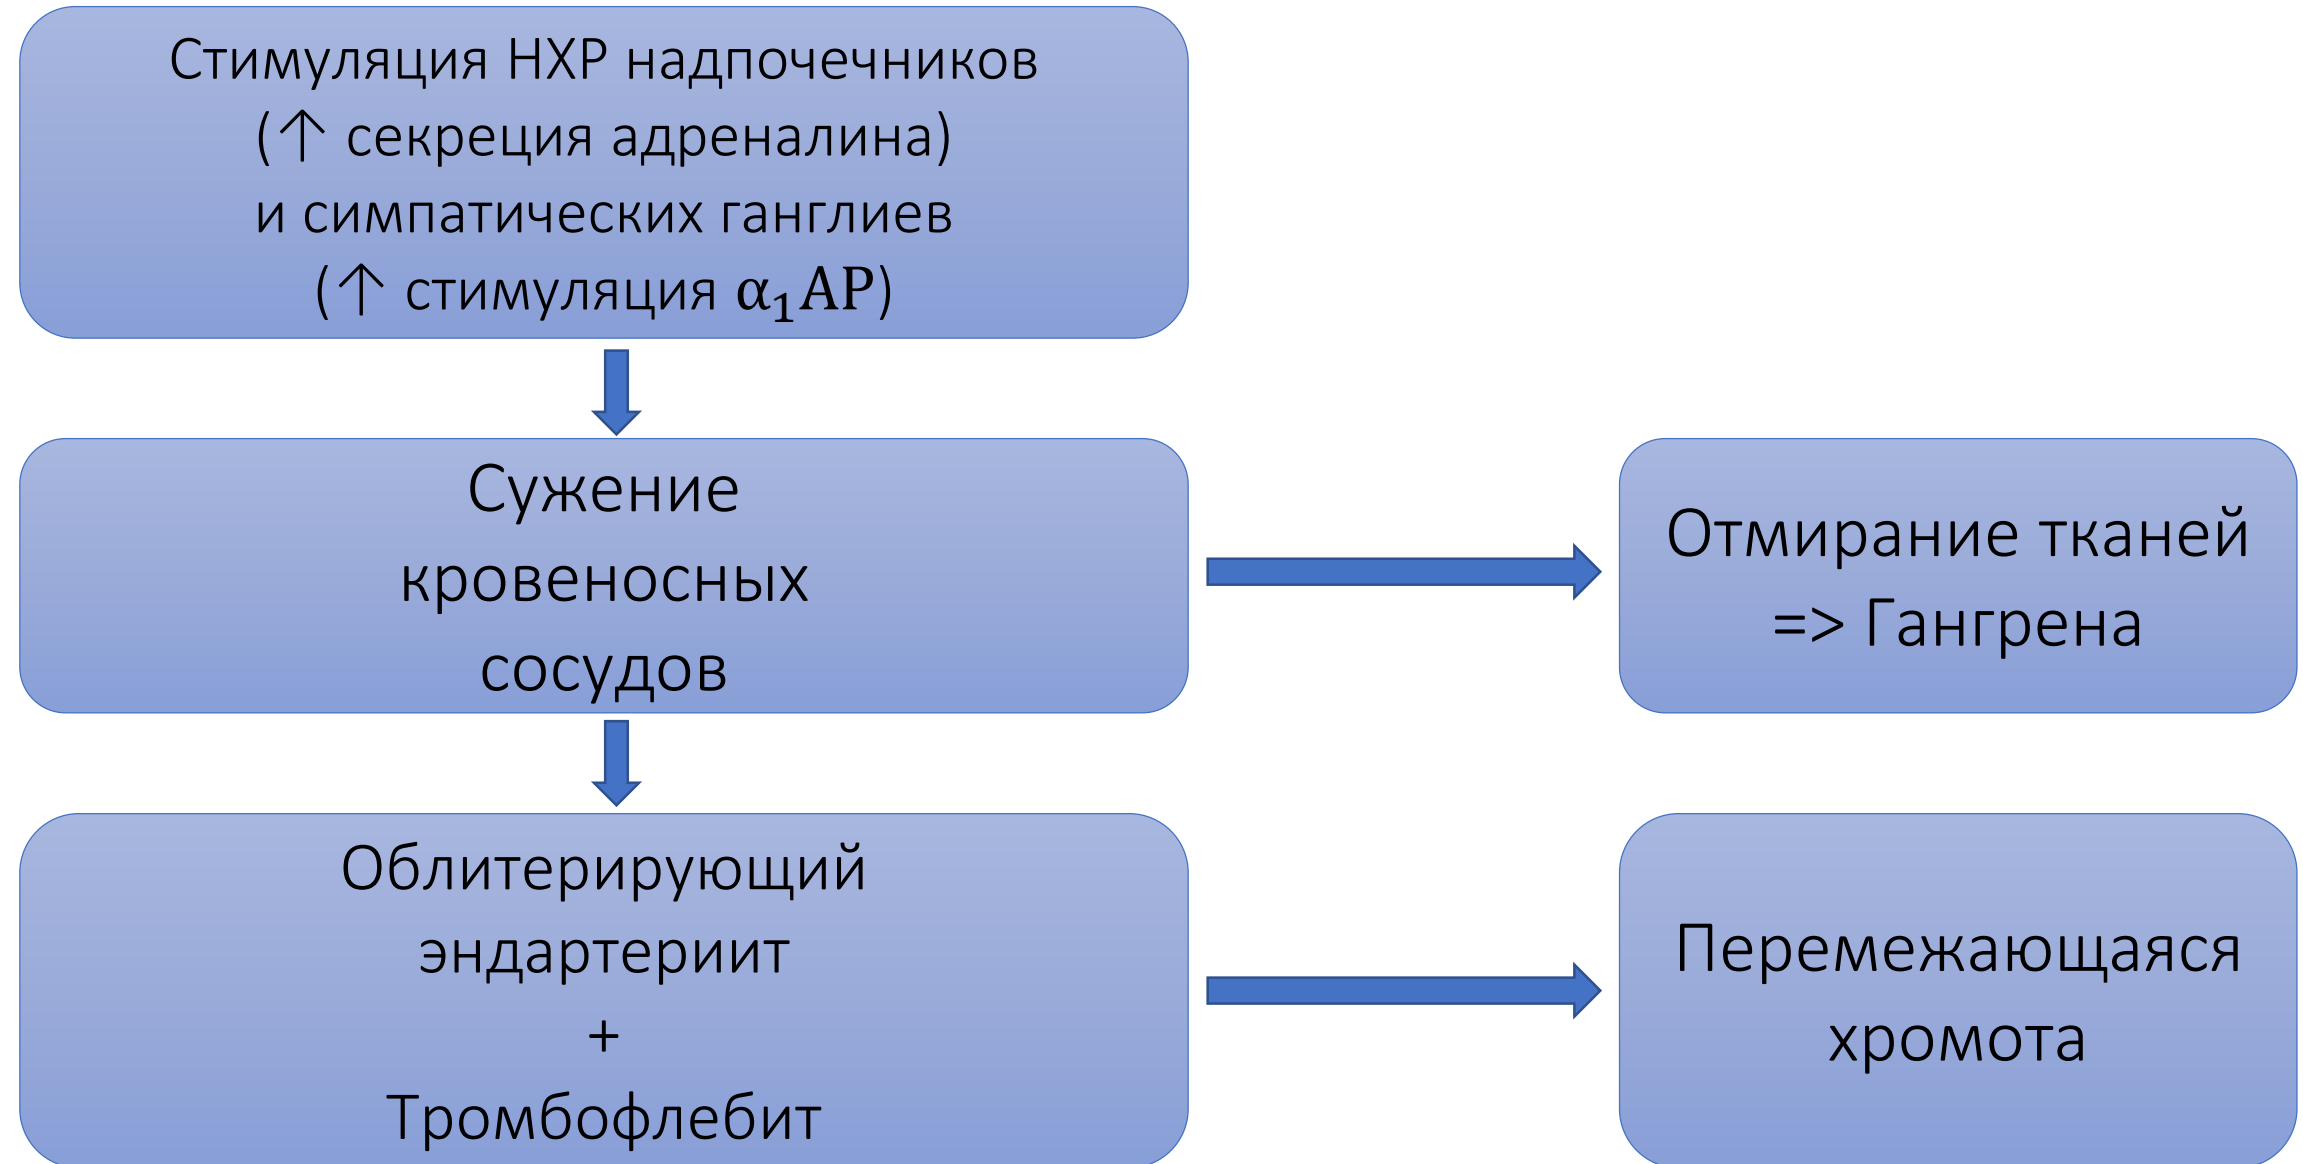 Стимуляция НХР надпочечников
(↑ секреция адреналина)
и симпатических ганглиев
(↑ стимуляция α₁АР)
Сужение
кровеносных
сосудов
Отмирание тканей
=> Гангрена
Облитерирующий
эндартериит
+
Тромбофлебит
Перемежающаяся
хромота